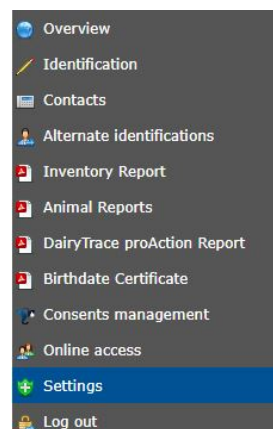 Overview
Identification
Contacts
Alternate identifications
Inventory Report
Animal Reports
DairyTrace proAction Report
Birthdate Certificate
Consents management
Online access
Settings
Log out